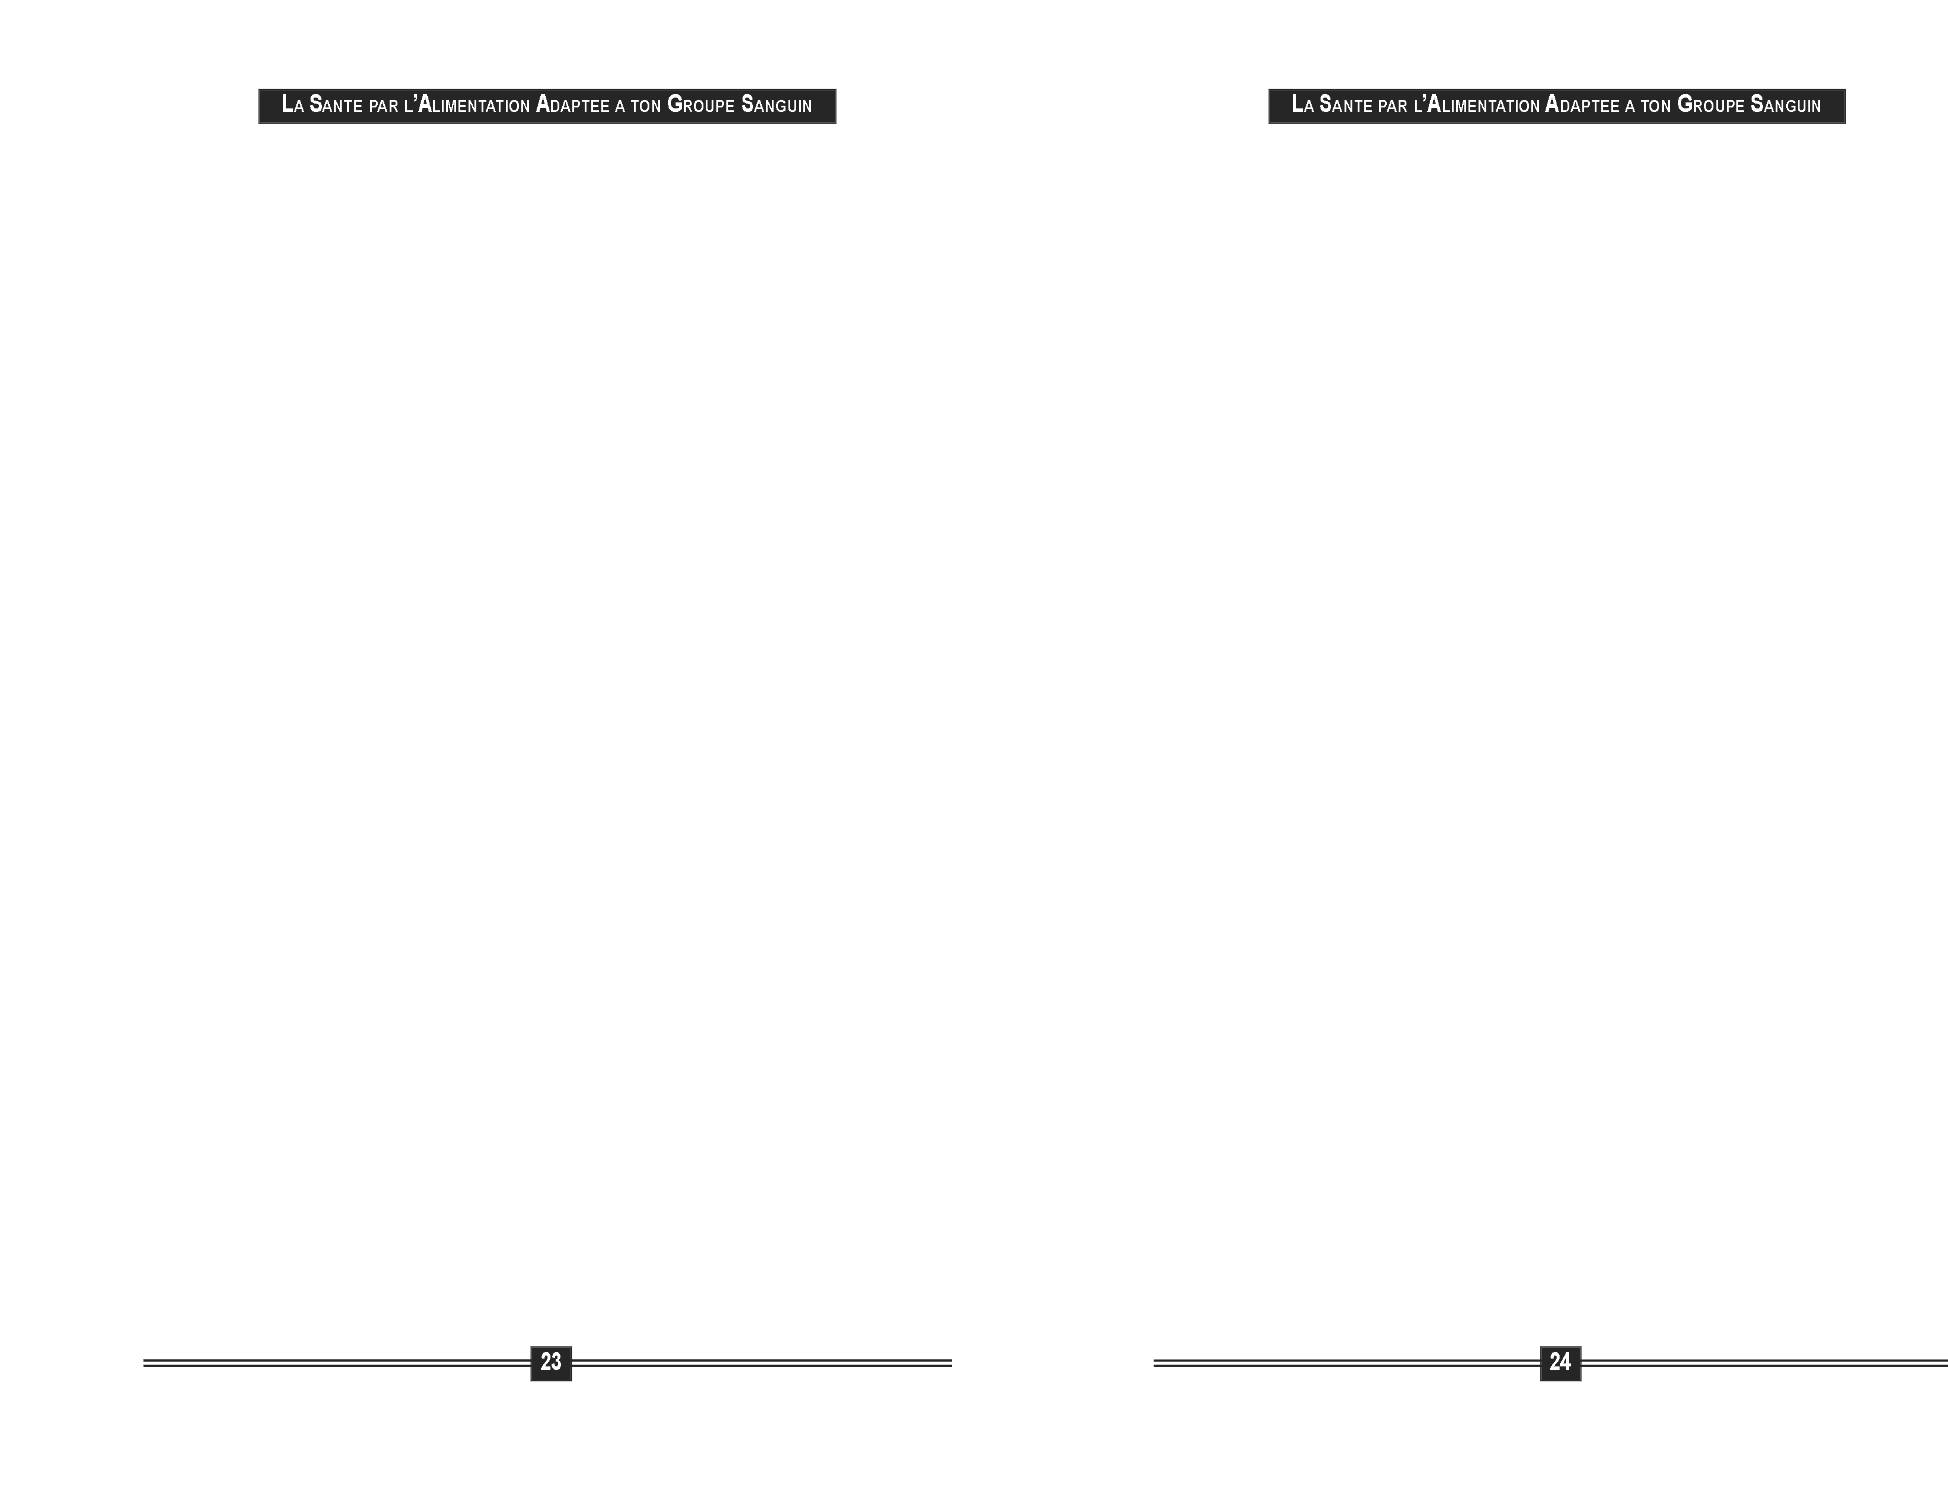 LA SANTE PAR L’ALIMENTATION ADAPTEE A TON GROUPE SANGUIN
23
LA SANTE PAR L’ALIMENTATION ADAPTEE A TON GROUPE SANGUIN
24